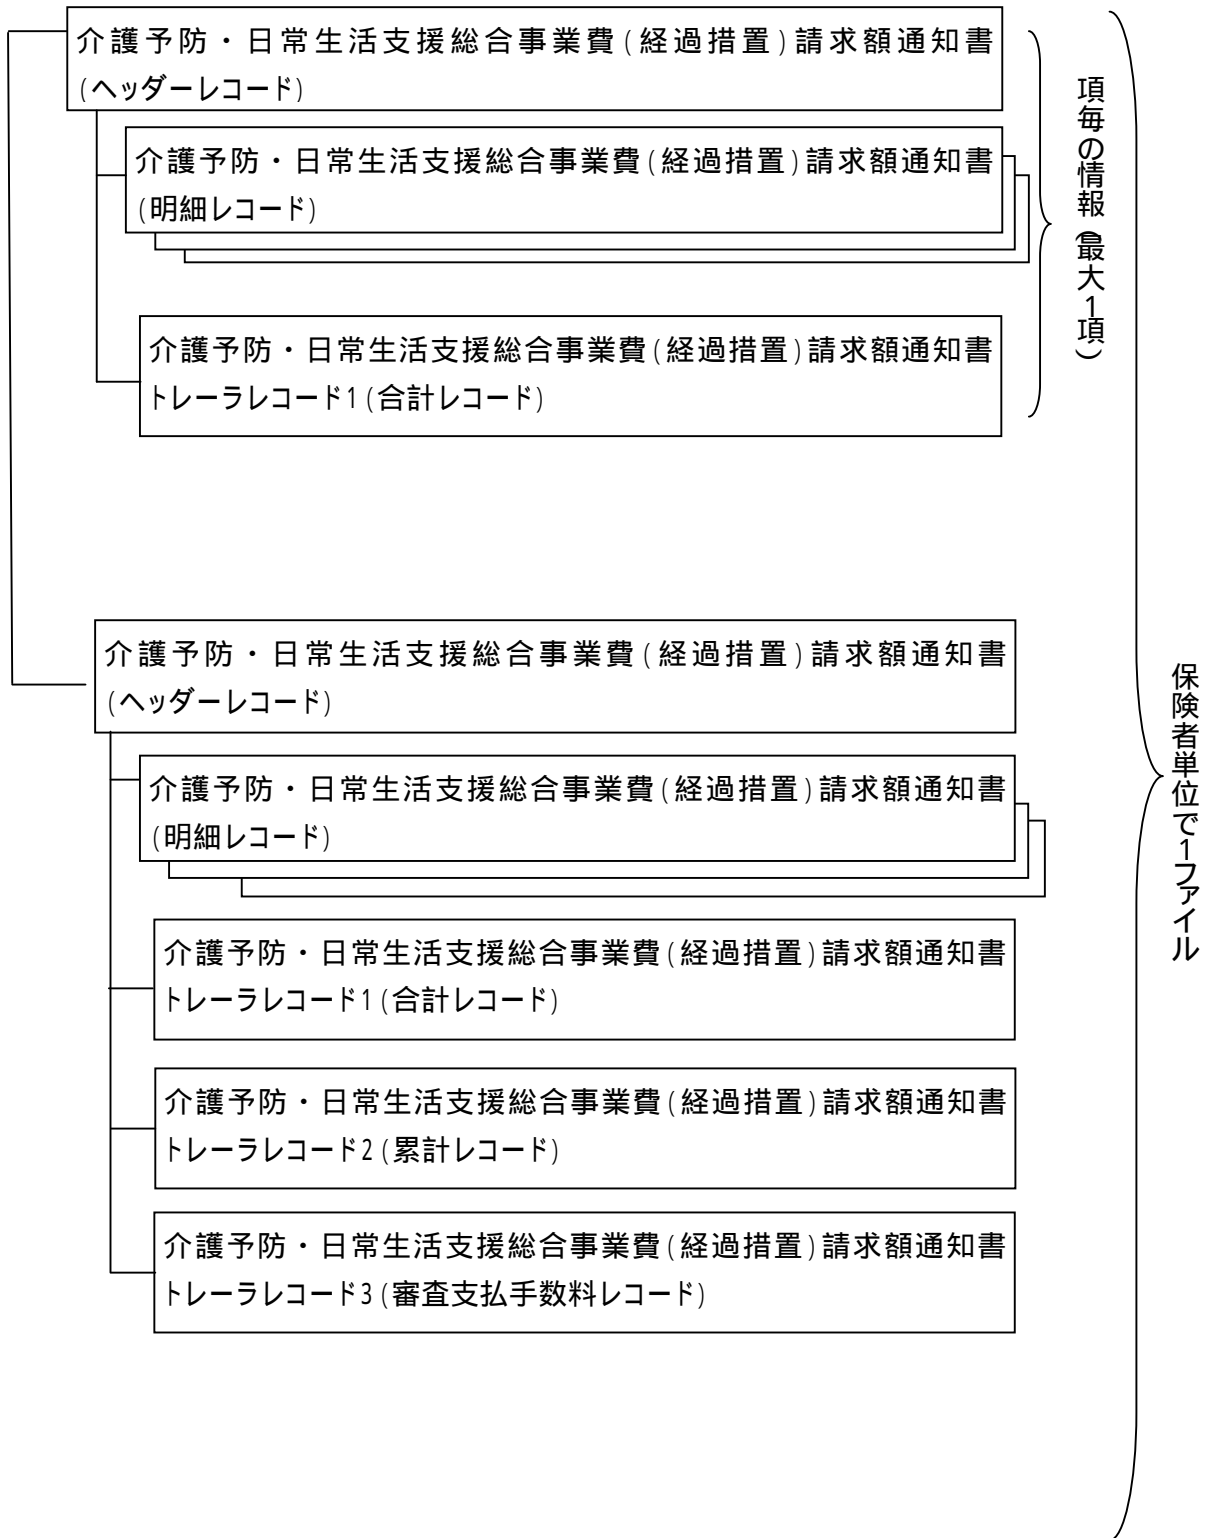 介護予防・日常生活支援総合事業費(経過措置)請求額通知書
(ヘッダーレコード)
介護予防・日常生活支援総合事業費(経過措置)請求額通知書
(明細レコード)
介護予防・日常生活支援総合事業費(経過措置)請求額通知書
トレーラレコード1(合計レコード)
項毎の情報(最大1項)
介護予防・日常生活支援総合事業費(経過措置)請求額通知書
(ヘッダーレコード)
介護予防・日常生活支援総合事業費(経過措置)請求額通知書
(明細レコード)
介護予防・日常生活支援総合事業費(経過措置)請求額通知書
トレーラレコード1(合計レコード)
介護予防・日常生活支援総合事業費(経過措置)請求額通知書
トレーラレコード2(累計レコード)
介護予防・日常生活支援総合事業費(経過措置)請求額通知書
トレーラレコード3(審査支払手数料レコード)
保険者単位で1ファイル